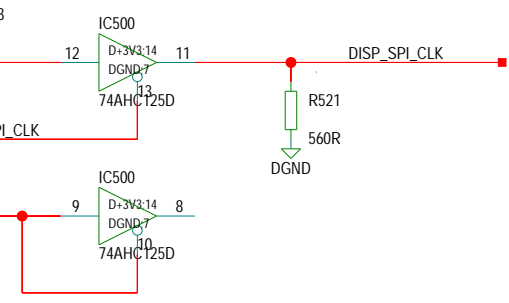 3
IC500
12
D+3V3:14
11
DISP_SPI_CLK
DGND:7
13
74AHC125D
R521
PI_CLK
560R
DGND
IC500
9
D+3V3:14
8
DGND:7
10
74AHC125D